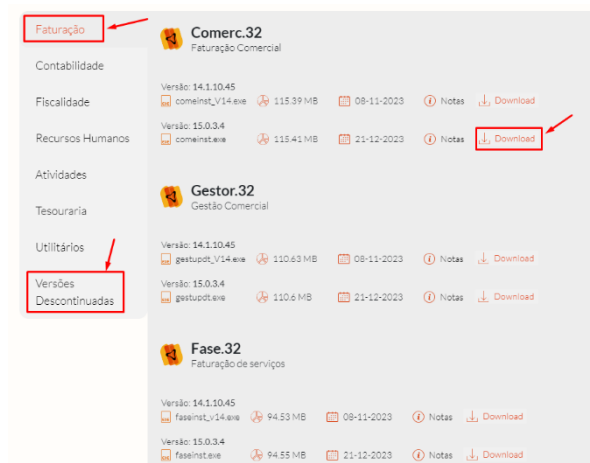 Faturação
Contabilidade
Fiscalidade
Recursos Humanos
Atividades
Tesouraria
Utilitários
Versões
Descontinuadas
Comerc.32
Faturação Comercial
Versão: 14.1.10.45
comeinst_V14.exe 115.39 MB 08-11-2023 Notas Download
Versão: 15.0.3.4
comeinst.exe 115.41 MB 21-12-2023 Notas Download
Gestor.32
Gestão Comercial
Versão: 14.1.10.45
gestupdt_V14.exe 110.63 MB 08-11-2023 Notas Download
Versão: 15.0.3.4
gestupdt.exe 110.6 MB 21-12-2023 Notas Download
Fase.32
Faturação de serviços
Versão: 14.1.10.45
faseinst_v14.exe 94.53 MB 08-11-2023 Notas Download
Versão: 15.0.3.4
faseinst.exe 94.55 MB 21-12-2023 Notas Download